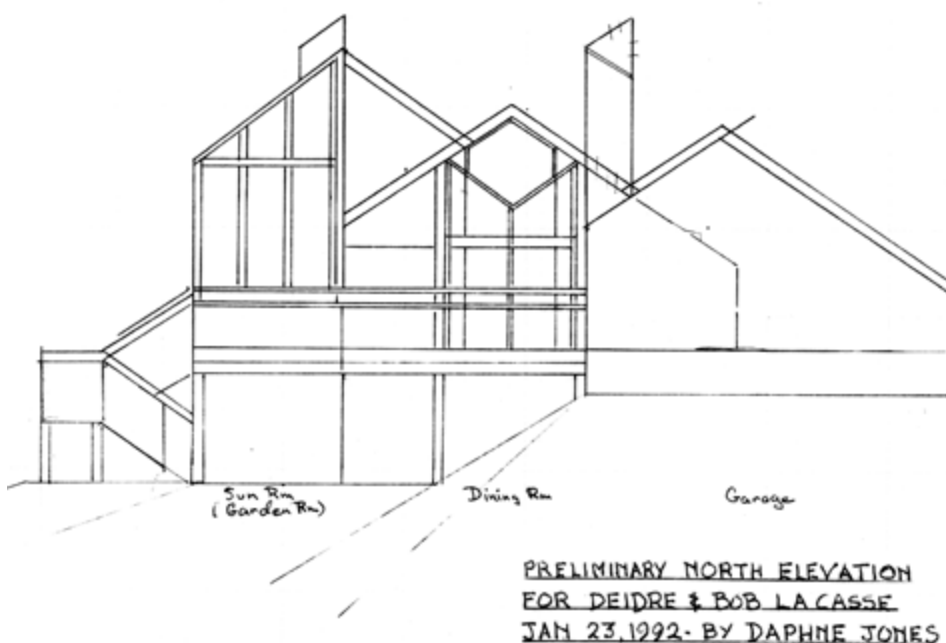 Sun Rm
(Garden Rm)
Dining Rm
Garage
PRELIMINARY NORTH ELEVATION
FOR DEIDRE & BOB LA CASSE
JAN 23, 1992 - BY DAPHNE JONES